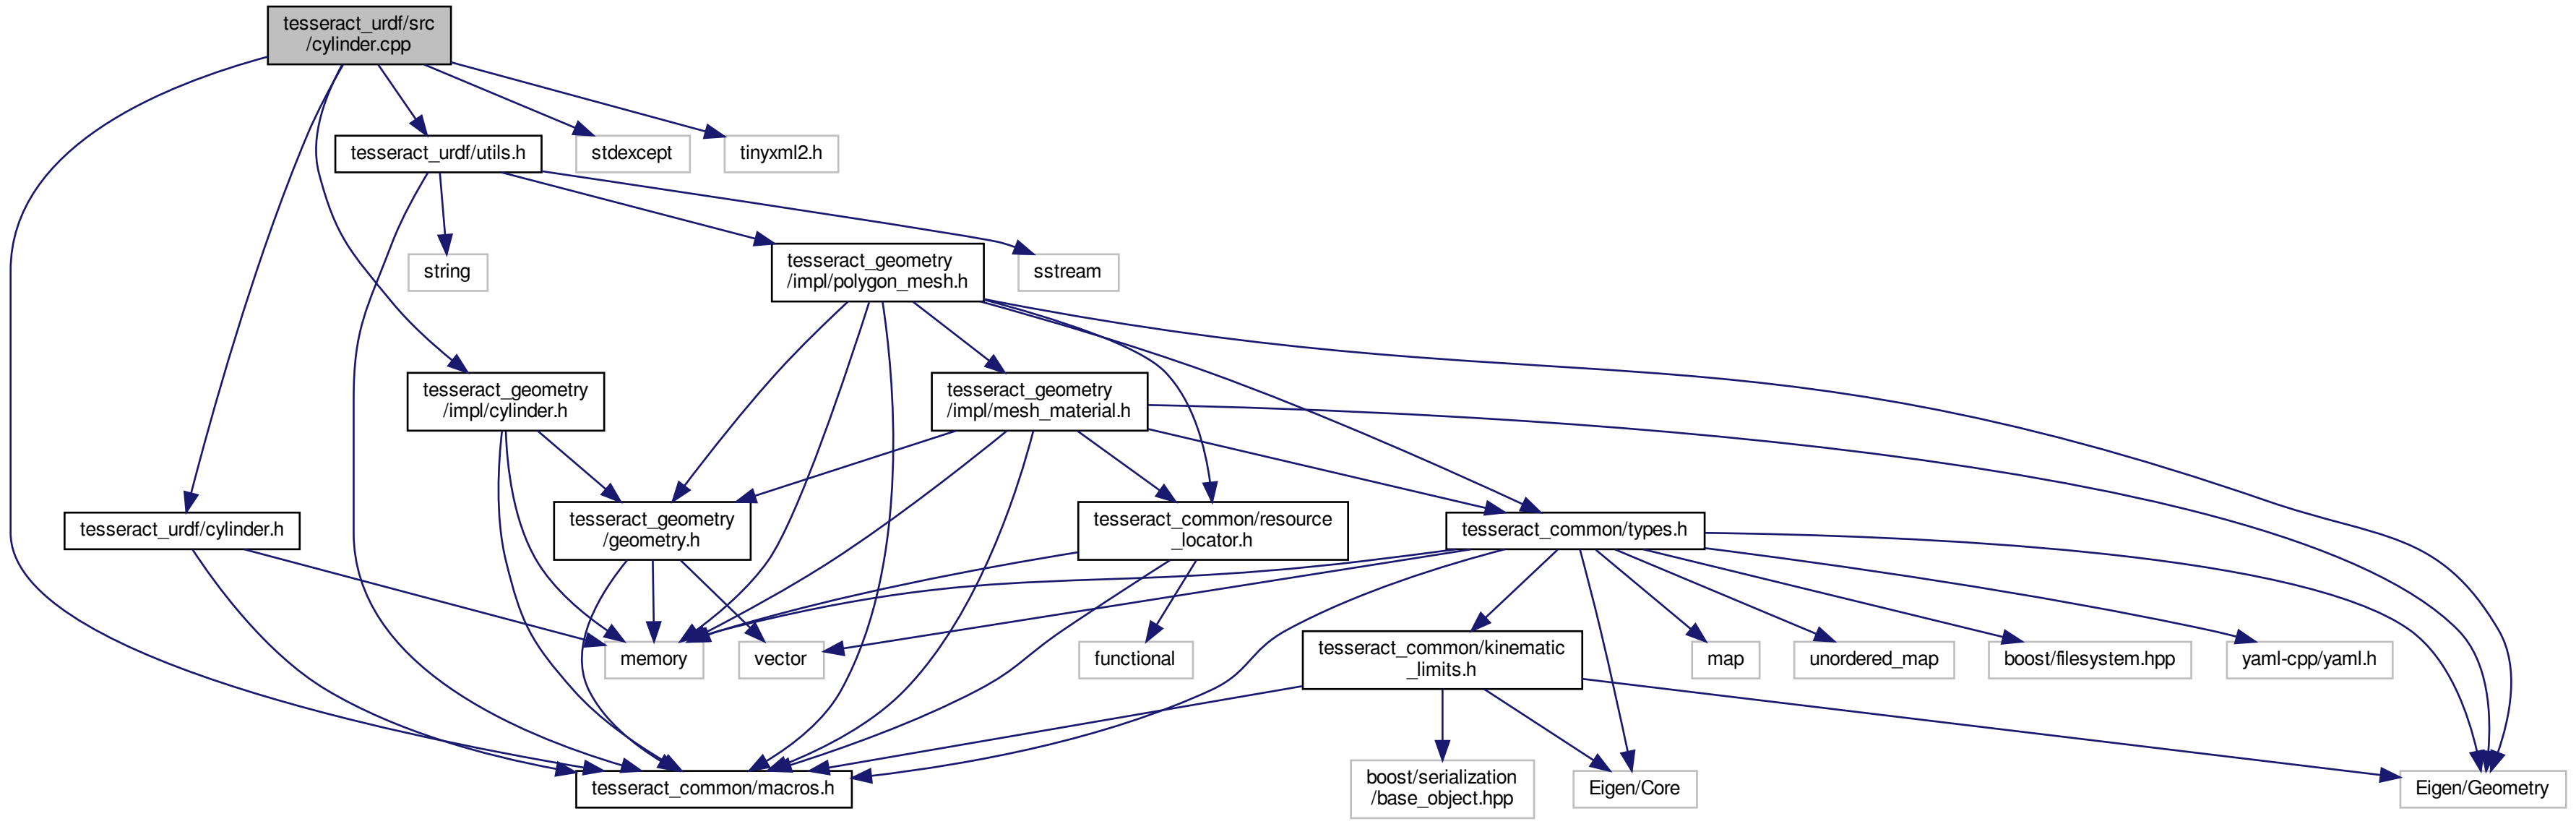 tesseract_urdf/src
/cylinder.cpp
tesseract_urdf/utils.h
stdexcept
tinyxml2.h
string
tesseract_geometry
/impl/polygon_mesh.h
sstream
tesseract_geometry
/impl/cylinder.h
tesseract_geometry
/impl/mesh_material.h
tesseract_urdf/cylinder.h
tesseract_geometry
/geometry.h
tesseract_common/resource
_locator.h
tesseract_common/types.h
memory
vector
functional
tesseract_common/kinematic
_limits.h
map
unordered_map
boost/filesystem.hpp
yaml-cpp/yaml.h
tesseract_common/macros.h
boost/serialization
/base_object.hpp
Eigen/Core
Eigen/Geometry